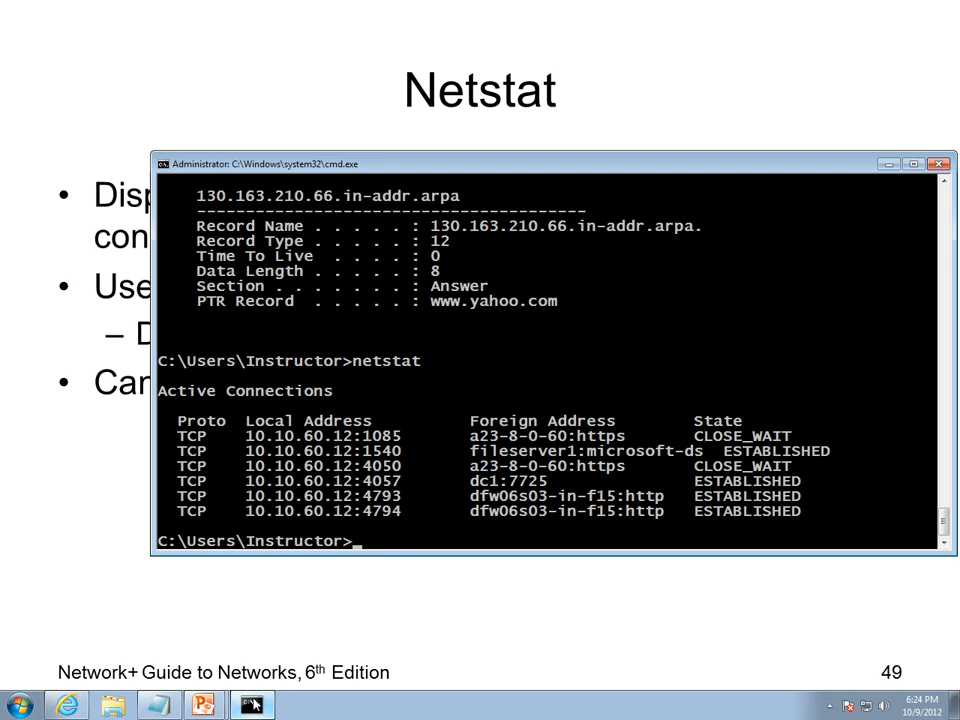 Netstat
Administrator: C:\Windows\system32\cmd.exe
130.163.210.66.in-addr.arpa
----------------------------------------
Record Name . . . . . : 130.163.210.66.in-addr.arpa.
Record Type . . . . . : 12
Time To Live  . . . . : 0
Data Length . . . . . : 8
Section . . . . . . . : Answer
PTR Record  . . . . . : www.yahoo.com
C:\Users\Instructor>netstat
Active Connections
Proto  Local Address          Foreign Address        State
TCP    10.10.60.12:1085       a23-8-0-60:https       CLOSE_WAIT
TCP    10.10.60.12:1540       fileserver1:microsoft-ds  ESTABLISHED
TCP    10.10.60.12:4050       a23-8-0-60:https       CLOSE_WAIT
TCP    10.10.60.12:4057       dc1:7725               ESTABLISHED
TCP    10.10.60.12:4793       dfw06s03-in-f15:http   ESTABLISHED
TCP    10.10.60.12:4794       dfw06s03-in-f15:http   ESTABLISHED
C:\Users\Instructor>_
Network+ Guide to Networks, 6th Edition
49
6:24 PM
10/9/2012